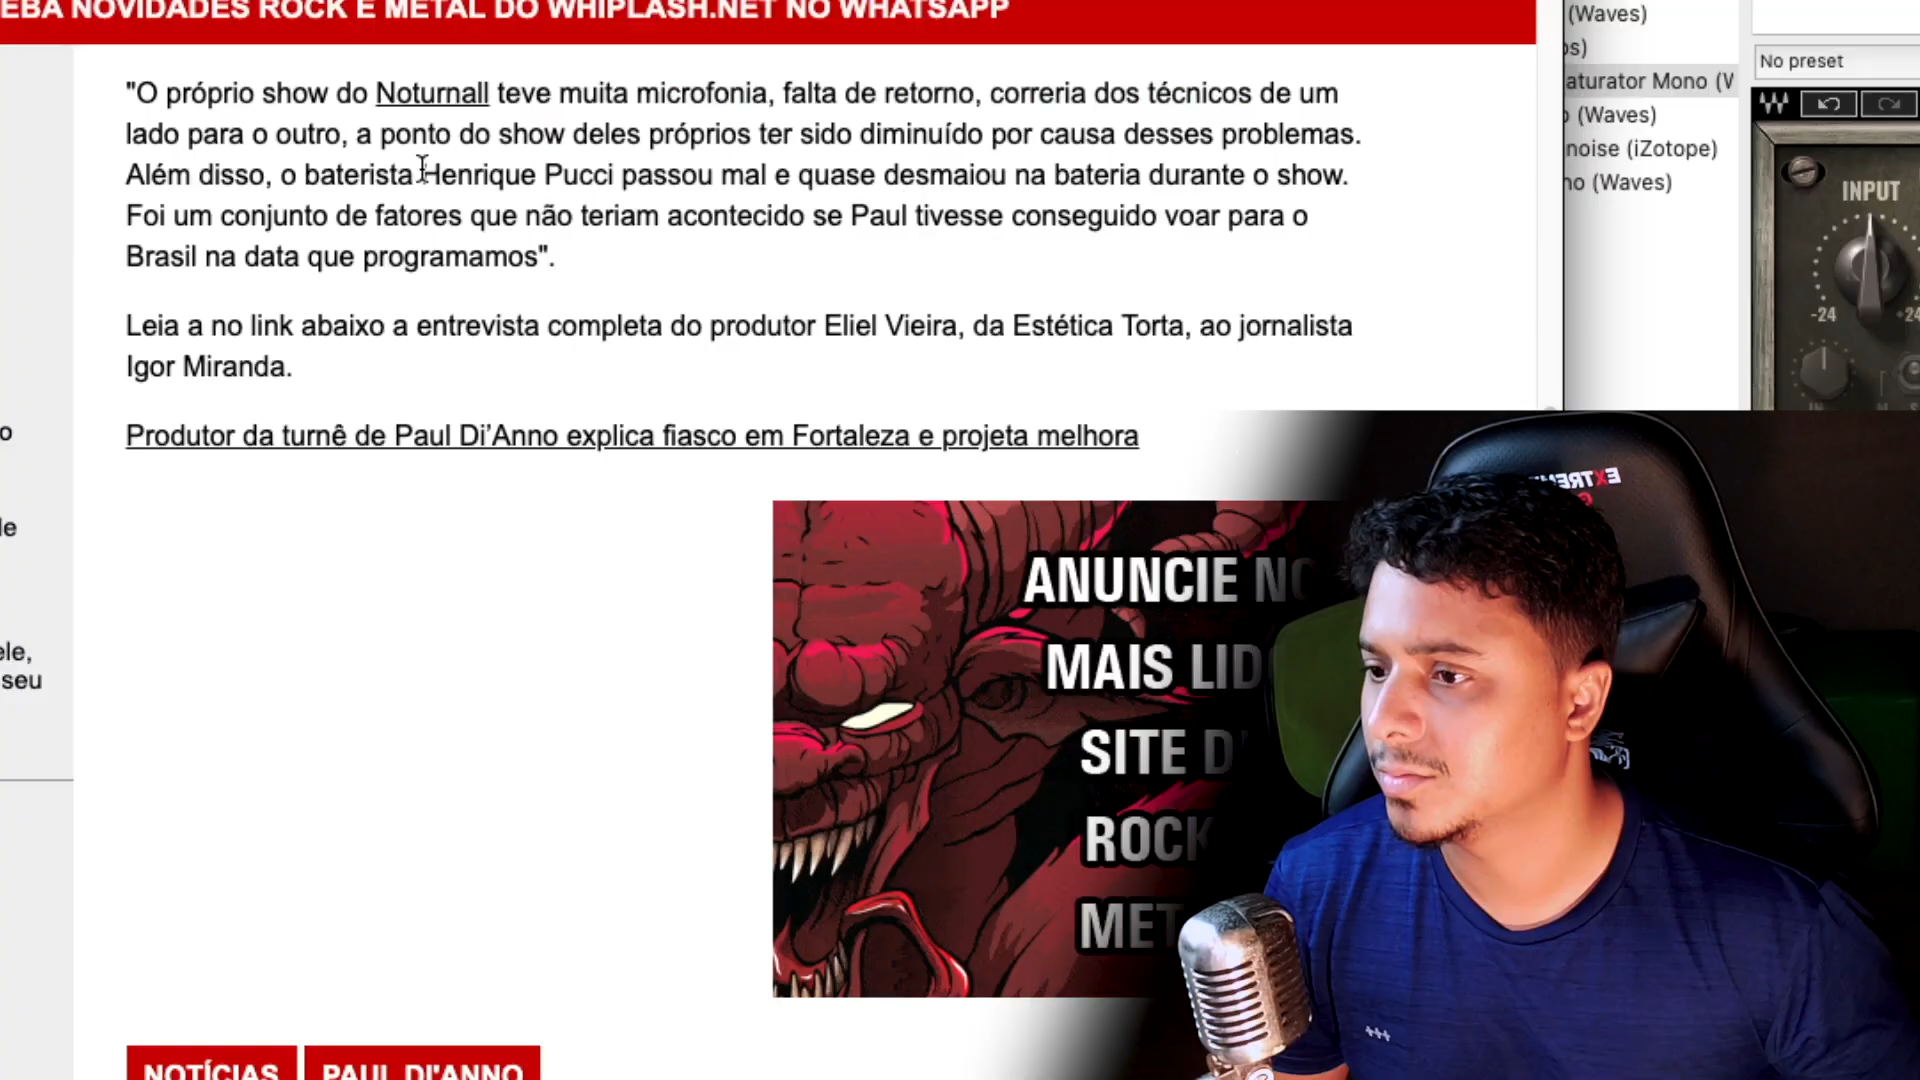 EBA NOVIDADES ROCK E METAL DO WHIPLASH.NET NO WHATSAPP
"O próprio show do Noturnall teve muita microfonia, falta de retorno, correria dos técnicos de um
lado para o outro, a ponto do show deles próprios ter sido diminuído por causa desses problemas.
Além disso, o baterista Henrique Pucci passou mal e quase desmaiou na bateria durante o show.
Foi um conjunto de fatores que não teriam acontecido se Paul tivesse conseguido voar para o
Brasil na data que programamos".
Leia a no link abaixo a entrevista completa do produtor Eliel Vieira, da Estética Torta, ao jornalista
Igor Miranda.
Produtor da turnê de Paul Di’Anno explica fiasco em Fortaleza e projeta melhora
ele,
seu
ANUNCIE NO
MAIS LID
SITE D
ROCK
MET
NOTÍCIAS
PAUL DI'ANNO
(Waves)
os)
aturator Mono (W
(Waves)
noise (iZotope)
no (Waves)
No preset
INPUT
-24
+24
EXTREME